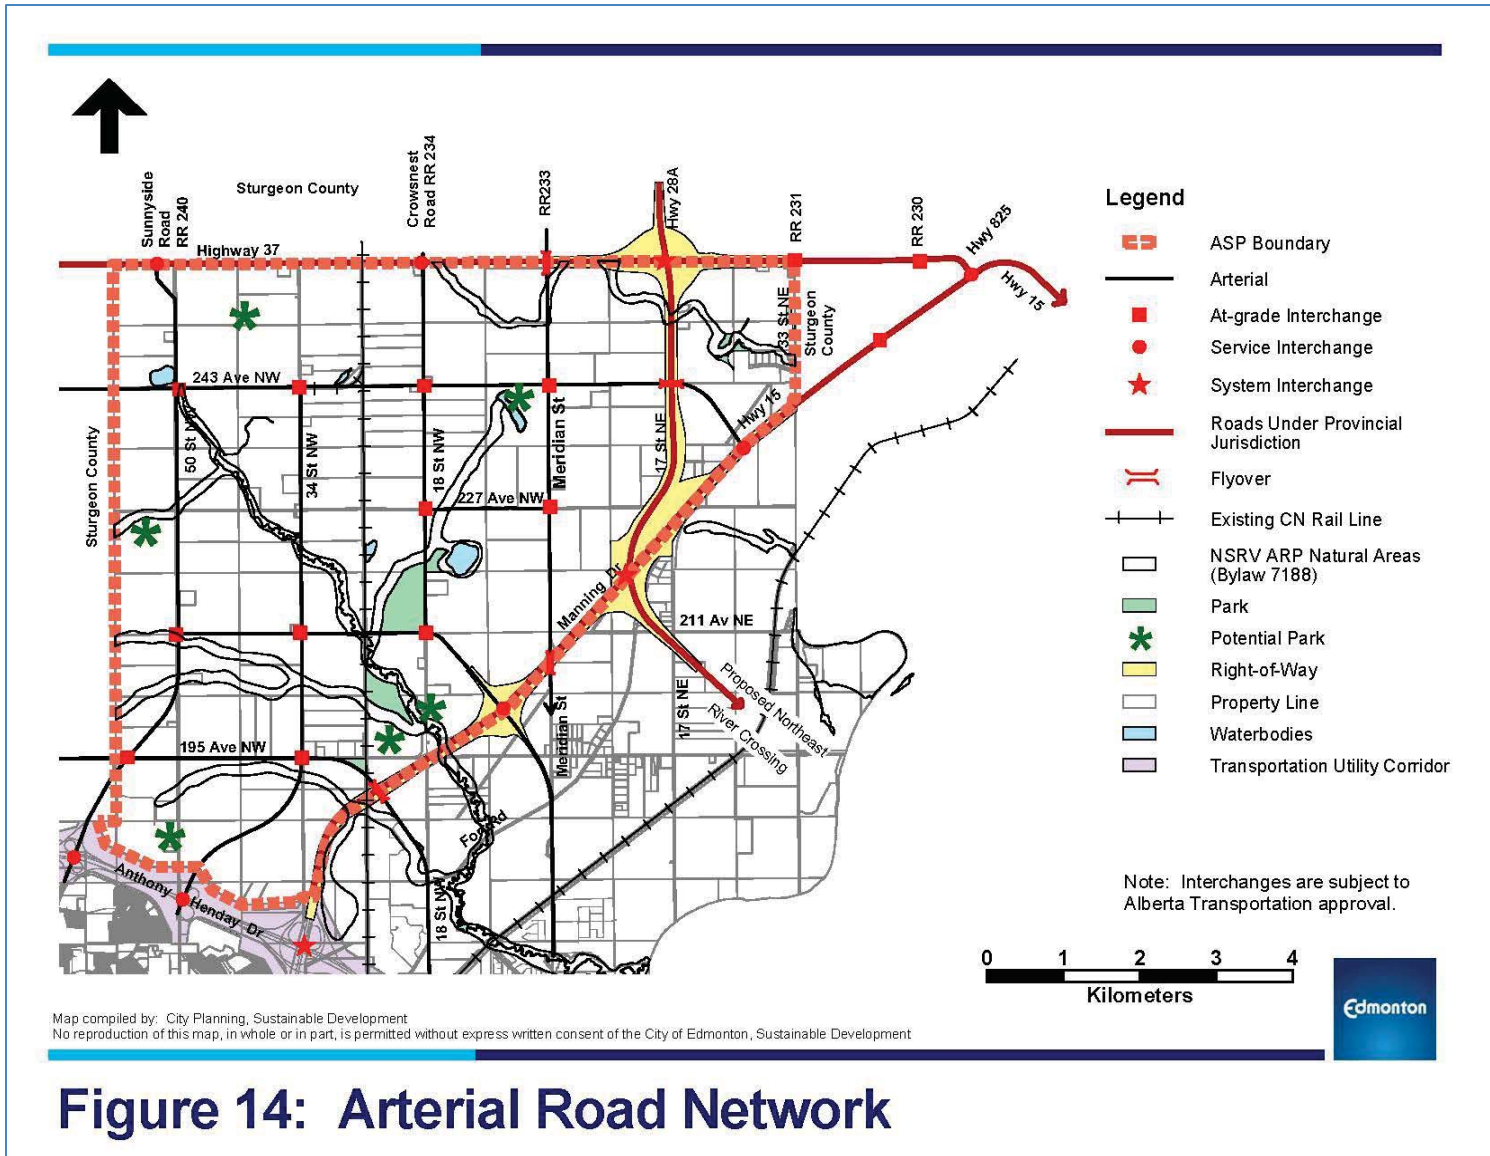 Sturgeon County
Sunnyside
Road
RR 240
Crowsnest
Road RR 234
RR233
Hwy 28A
RR 231
RR 230
Hwy 825
Hwy 15
Highway 37
33 St NE
Sturgeon
County
243 Ave NW
Hwy 15
50 St NW
34 St NW
18 St NW
Meridian St
17 St NE
Sturgeon County
227 Ave NW
Manning Dr
211 Av NE
Proposed Northeast
River Crossing
17 St NE
Meridian St
195 Ave NW
Fort Rd
Anthony
Henday Dr
18 St NW
Legend
ASP Boundary
Arterial
At-grade Interchange
Service Interchange
System Interchange
Roads Under Provincial
Jurisdiction
Flyover
Existing CN Rail Line
NSRV ARP Natural Areas
(Bylaw 7188)
Park
Potential Park
Right-of-Way
Property Line
Waterbodies
Transportation Utility Corridor
Note: Interchanges are subject to
Alberta Transportation approval.
0 1 2 3 4
Kilometers
Edmonton
Map compiled by: City Planning, Sustainable Development
No reproduction of this map, in whole or in part, is permitted without express written consent of the City of Edmonton, Sustainable Development
Figure 14: Arterial Road Network